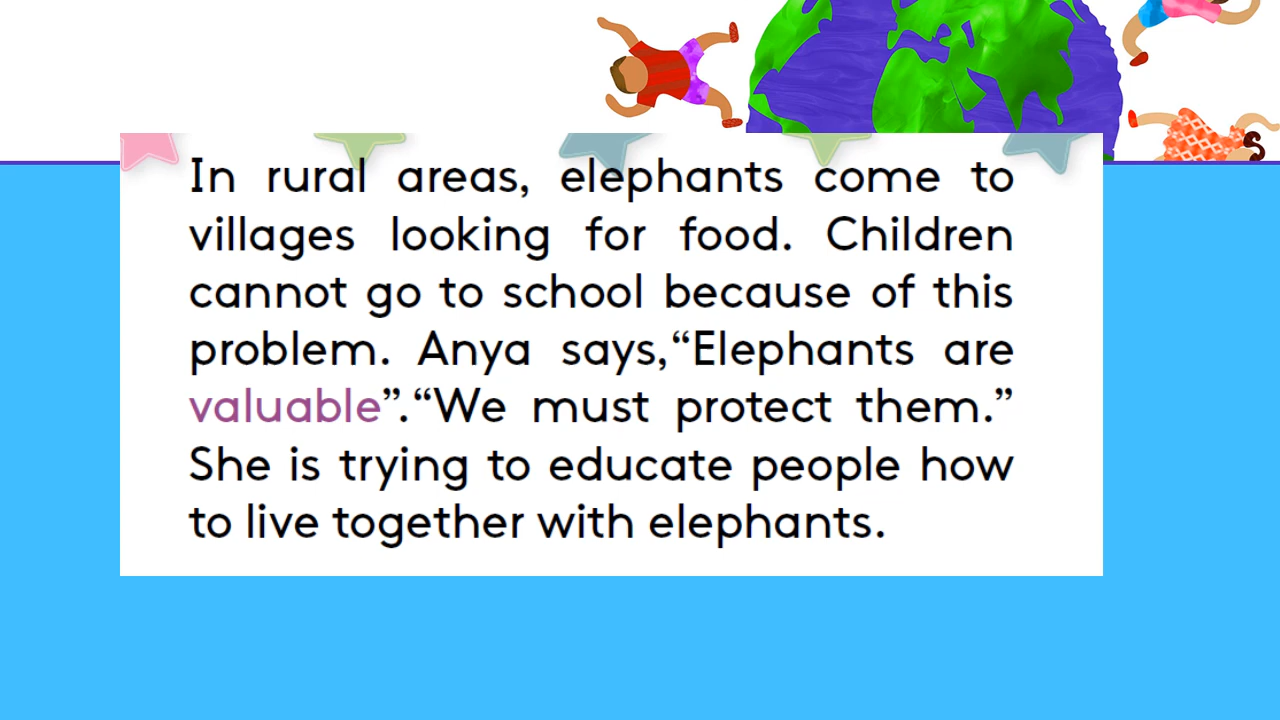 In rural areas, elephants come to
villages looking for food. Children
cannot go to school because of this
problem. Anya says,“Elephants are
valuable”.“We must protect them.”
She is trying to educate people how
to live together with elephants.